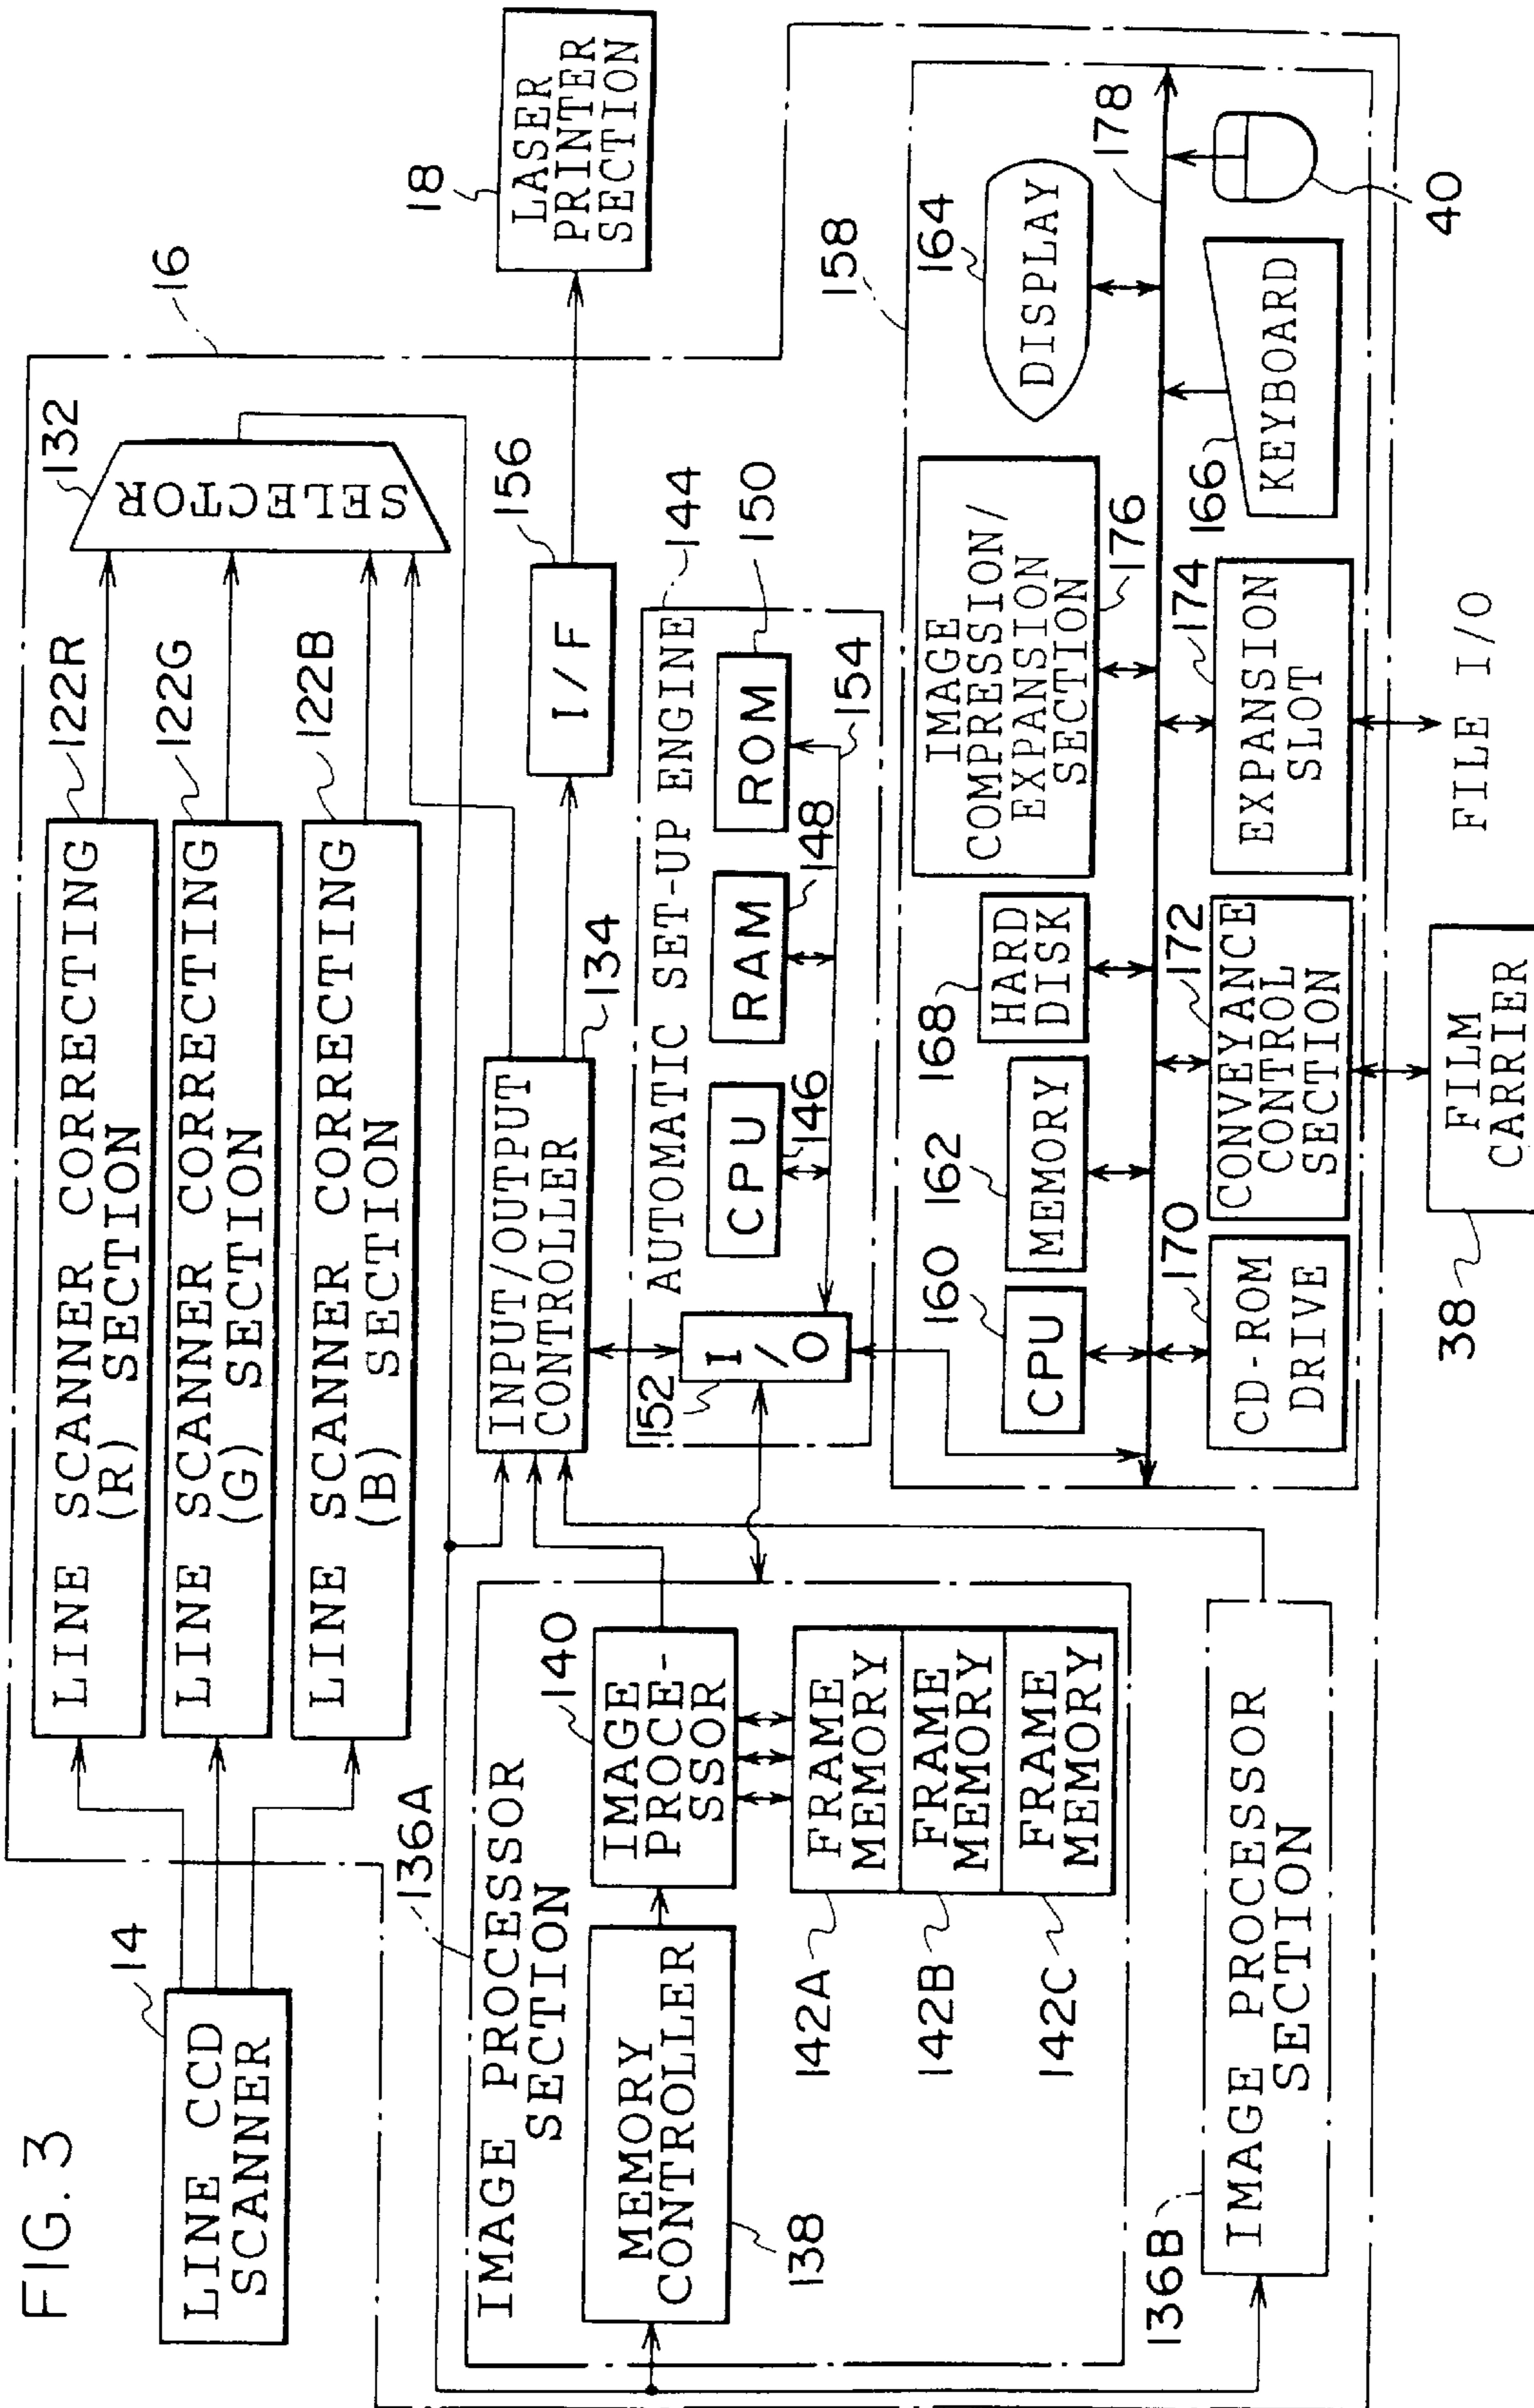 FIG. 3
14
LINE CCD
SCANNER
LINE SCANNER CORRECTING
(R) SECTION
122R
LINE SCANNER CORRECTING
(G) SECTION
122G
LINE SCANNER CORRECTING
(B) SECTION
122B
SELECTOR
132
16
18
LASER
PRINTER
SECTION
136A
IMAGE PROCESSOR
SECTION
MEMORY
CONTROLLER
138
140
IMAGE
PROCE-
SSOR
FRAME
MEMORY
FRAME
MEMORY
FRAME
MEMORY
142A
142B
142C
136B
IMAGE PROCESSOR
SECTION
INPUT/OUTPUT
CONTROLLER
134
I/F
156
AUTOMATIC SET-UP ENGINE
144
152
I
/O
CPU
146
RAM
148
ROM
150
154
158
160
CPU
162
MEMORY
168
HARD
DISK
IMAGE
COMPRESSION/
EXPANSION
SECTION
176
164
DISPLAY
178
170
CD-ROM
DRIVE
172
CONVEYANCE
CONTROL
SECTION
174
EXPANSION
SLOT
166
KEYBOARD
40
38
FILM
CARRIER
FILE I/O